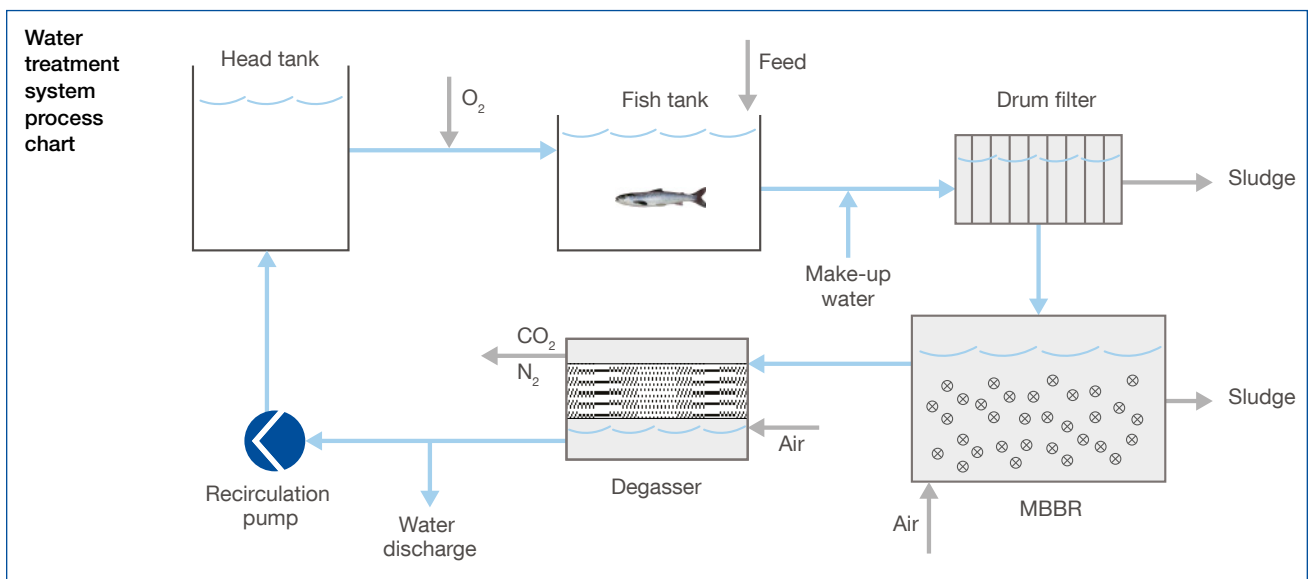 Water
treatment
system
process
chart
Head tank
O₂
Fish tank
Feed
Drum filter
Sludge
Make-up
water
CO₂
N₂
Air
Degasser
Sludge
Air
MBBR
Recirculation
pump
Water
discharge